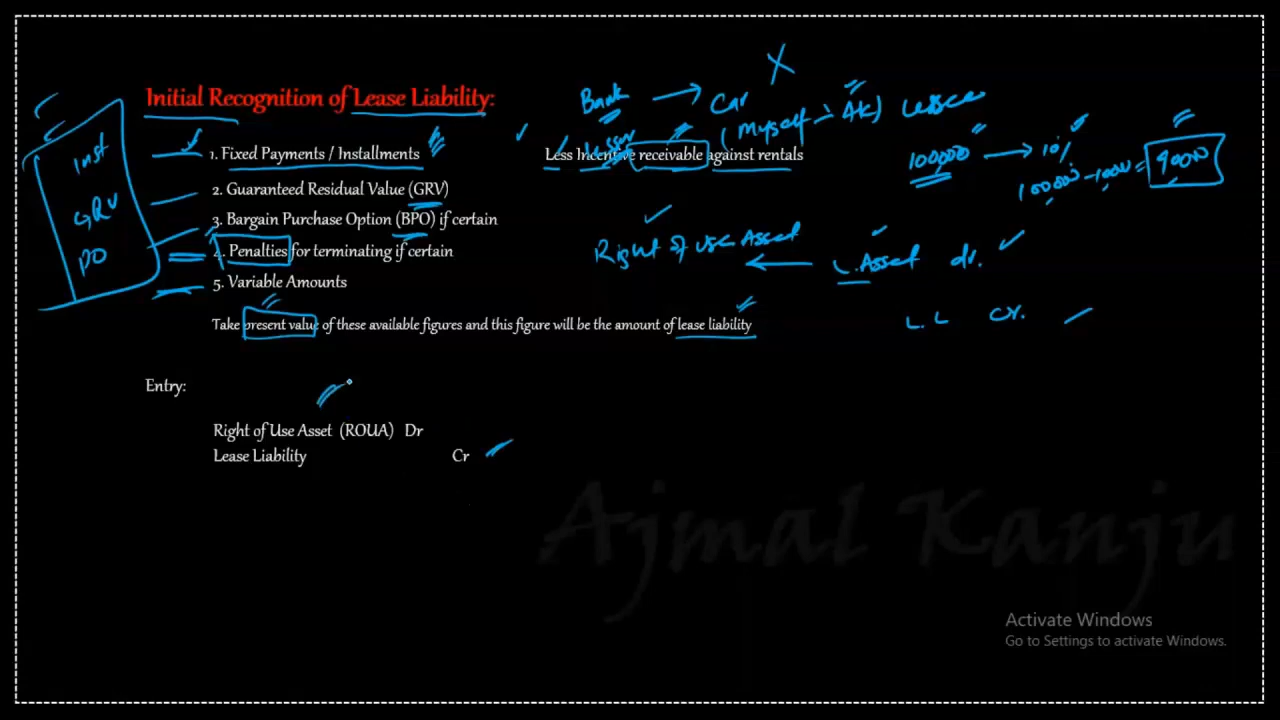 Initial Recognition of Lease Liability:
Bank → Car X
(Myself - AK) Lessee
Lessor
1. Fixed Payments / Installments Less Incentive receivable against rentals
100000 → 10%
2. Guaranteed Residual Value (GRV)
3. Bargain Purchase Option (BPO) if certain
4. Penalties for terminating if certain
5. Variable Amounts
Inst
GRV
PO
Right of use Asset ← L.Asset dr.
L.L Cr.
Take present value of these available figures and this figure will be the amount of lease liability
Entry:
Right of Use Asset (ROUA) Dr
Lease Liability Cr
Ajmal Kanju
Activate Windows
Go to Settings to activate Windows.